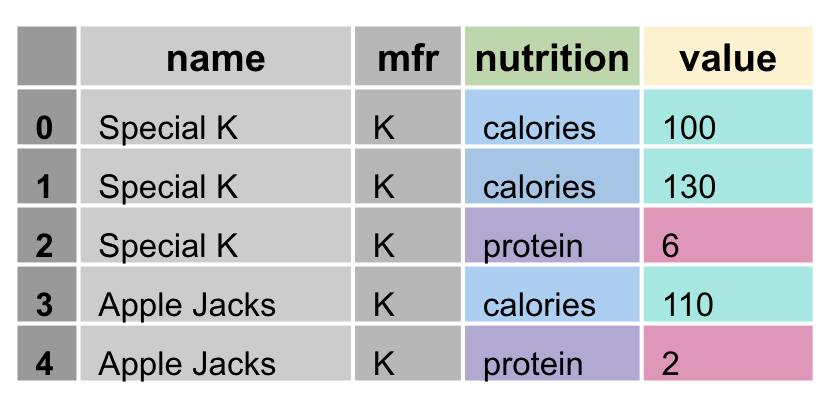 name mfr nutrition value
0 Special K K calories 100
1 Special K K calories 130
2 Special K K protein 6
3 Apple Jacks K calories 110
4 Apple Jacks K protein 2